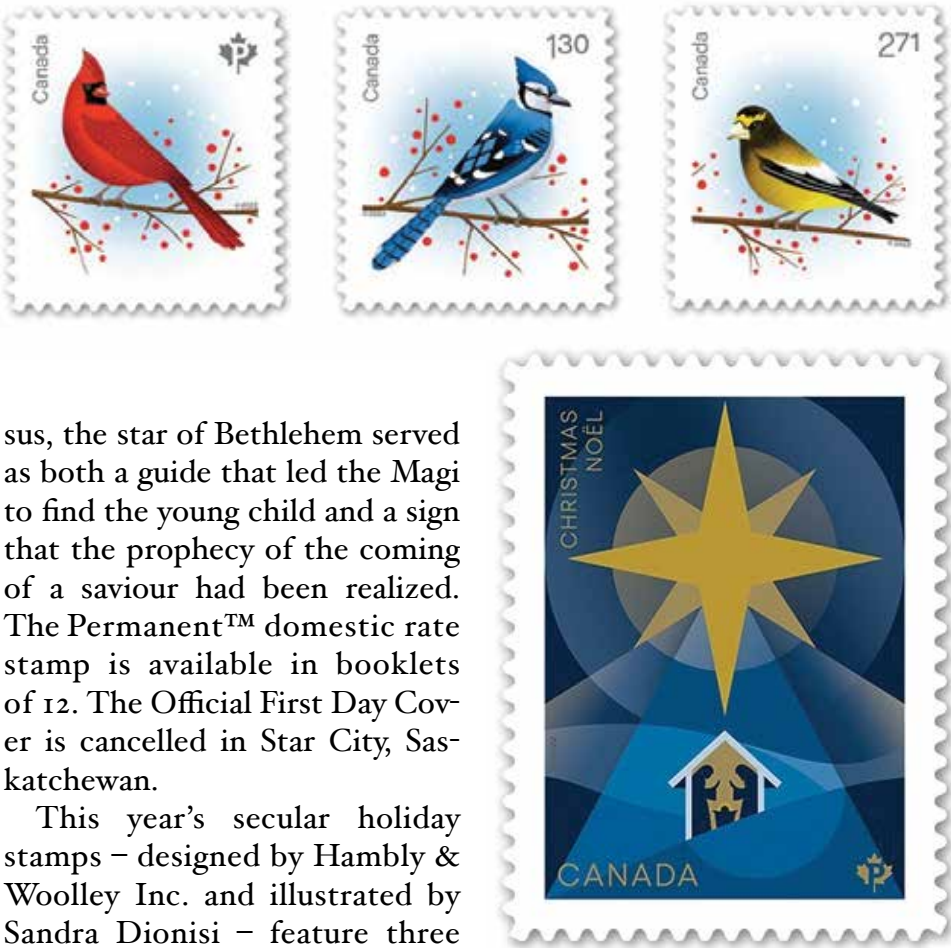 Canada
P
Canada
130
Canada
271
sus, the star of Bethlehem served
as both a guide that led the Magi
to find the young child and a sign
that the prophecy of the coming
of a saviour had been realized.
The Permanent™ domestic rate
stamp is available in booklets
of 12. The Official First Day Cov-
er is cancelled in Star City, Sas-
katchewan.
This year’s secular holiday
stamps – designed by Hambly &
Woolley Inc. and illustrated by
Sandra Dionisi – feature three
CHRISTMAS
NOËL
CANADA
P